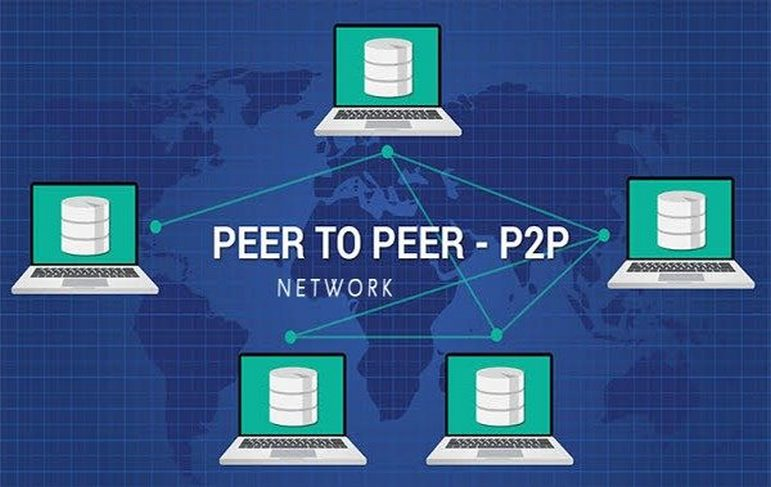 PEER TO PEER - P2P
NETWORK